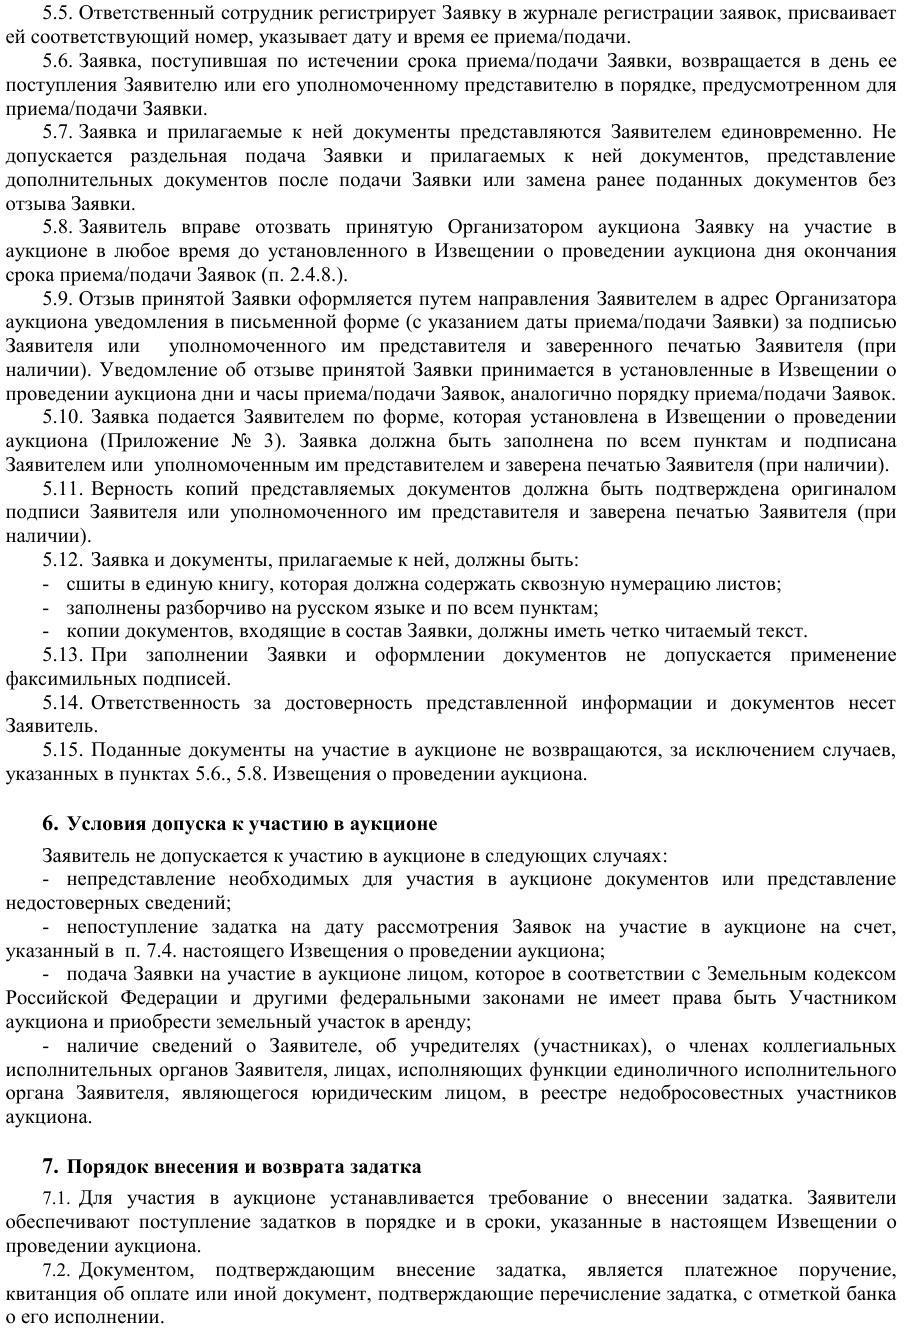 5.5. Ответственный сотрудник регистрирует Заявку в журнале регистрации заявок, присваивает
ей соответствующий номер, указывает дату и время ее приема/подачи.
5.6. Заявка, поступившая по истечении срока приема/подачи Заявки, возвращается в день ее
поступления Заявителю или его уполномоченному представителю в порядке, предусмотренном для
приема/подачи Заявки.
5.7. Заявка и прилагаемые к ней документы представляются Заявителем единовременно. Не
допускается раздельная подача Заявки и прилагаемых к ней документов, представление
дополнительных документов после подачи Заявки или замена ранее поданных документов без
отзыва Заявки.
5.8. Заявитель вправе отозвать принятую Организатором аукциона Заявку на участие в
аукционе в любое время до установленного в Извещении о проведении аукциона дня окончания
срока приема/подачи Заявок (п. 2.4.8.).
5.9. Отзыв принятой Заявки оформляется путем направления Заявителем в адрес Организатора
аукциона уведомления в письменной форме (с указанием даты приема/подачи Заявки) за подписью
Заявителя или уполномоченного им представителя и заверенного печатью Заявителя (при
наличии). Уведомление об отзыве принятой Заявки принимается в установленные в Извещении о
проведении аукциона дни и часы приема/подачи Заявок, аналогично порядку приема/подачи Заявок.
5.10. Заявка подается Заявителем по форме, которая установлена в Извещении о проведении
аукциона (Приложение № 3). Заявка должна быть заполнена по всем пунктам и подписана
Заявителем или уполномоченным им представителем и заверена печатью Заявителя (при наличии).
5.11. Верность копий представляемых документов должна быть подтверждена оригиналом
подписи Заявителя или уполномоченного им представителя и заверена печатью Заявителя (при
наличии).
5.12. Заявка и документы, прилагаемые к ней, должны быть:
- сшиты в единую книгу, которая должна содержать сквозную нумерацию листов;
- заполнены разборчиво на русском языке и по всем пунктам;
- копии документов, входящие в состав Заявки, должны иметь четко читаемый текст.
5.13. При заполнении Заявки и оформлении документов не допускается применение
факсимильных подписей.
5.14. Ответственность за достоверность представленной информации и документов несет
Заявитель.
5.15. Поданные документы на участие в аукционе не возвращаются, за исключением случаев,
указанных в пунктах 5.6., 5.8. Извещения о проведении аукциона.
6. Условия допуска к участию в аукционе
Заявитель не допускается к участию в аукционе в следующих случаях:
- непредставление необходимых для участия в аукционе документов или представление
недостоверных сведений;
- непоступление задатка на дату рассмотрения Заявок на участие в аукционе на счет,
указанный в п. 7.4. настоящего Извещения о проведении аукциона;
- подача Заявки на участие в аукционе лицом, которое в соответствии с Земельным кодексом
Российской Федерации и другими федеральными законами не имеет права быть Участником
аукциона и приобрести земельный участок в аренду;
- наличие сведений о Заявителе, об учредителях (участниках), о членах коллегиальных
исполнительных органов Заявителя, лицах, исполняющих функции единоличного исполнительного
органа Заявителя, являющегося юридическим лицом, в реестре недобросовестных участников
аукциона.
7. Порядок внесения и возврата задатка
7.1. Для участия в аукционе устанавливается требование о внесении задатка. Заявители
обеспечивают поступление задатков в порядке и в сроки, указанные в настоящем Извещении о
проведении аукциона.
7.2. Документом, подтверждающим внесение задатка, является платежное поручение,
квитанция об оплате или иной документ, подтверждающие перечисление задатка, с отметкой банка
о его исполнении.